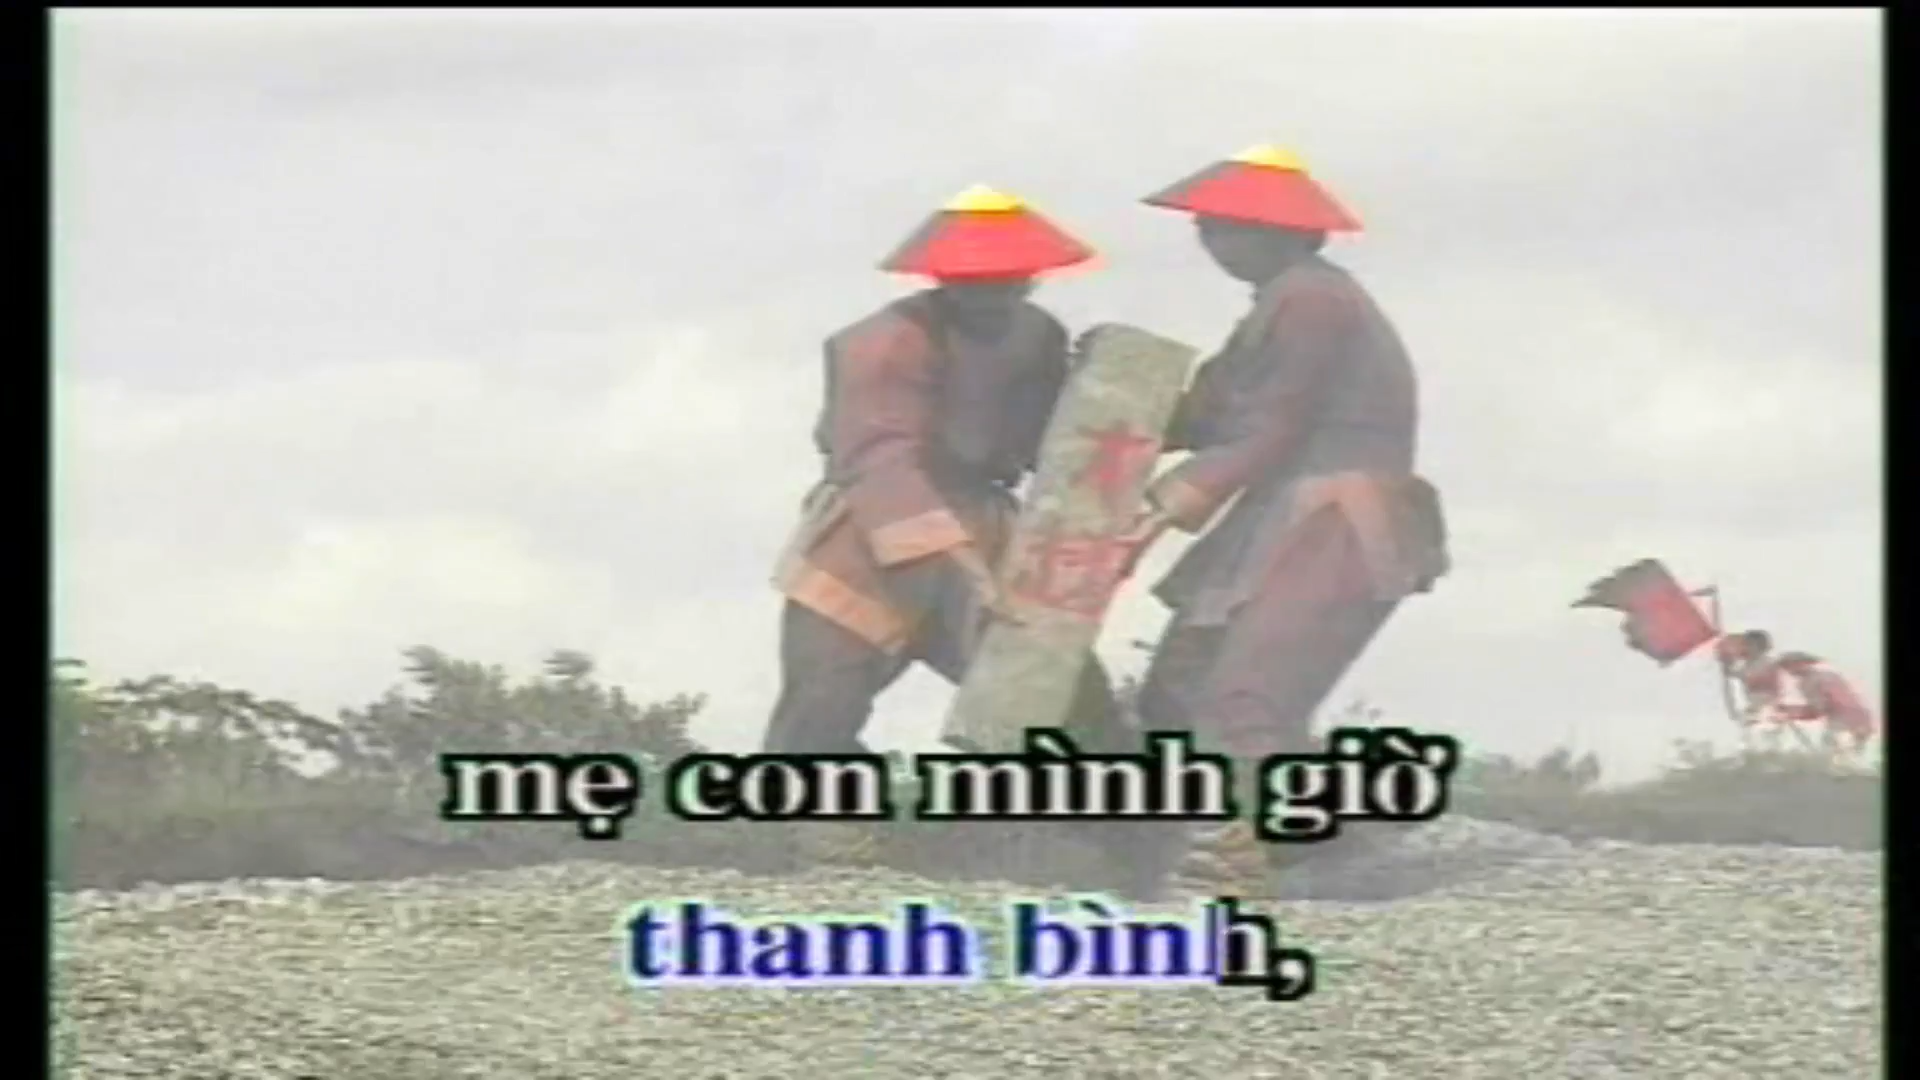 mẹ con mình giờ
thanh bình,